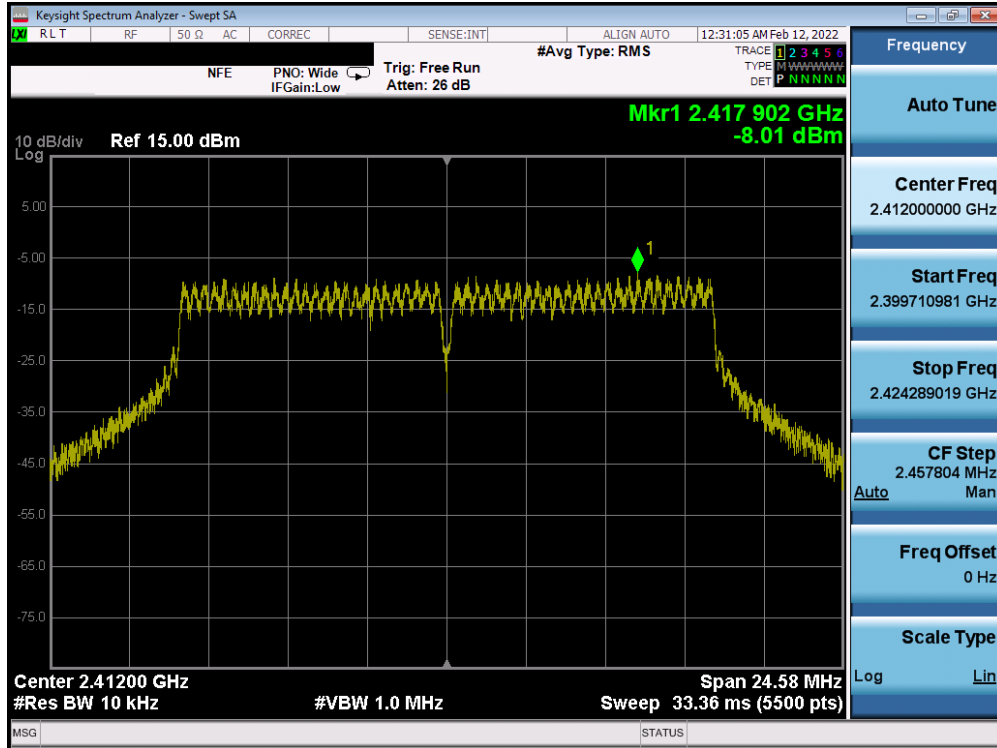 Keysight Spectrum Analyzer - Swept SA
LXI RLT RF 50 Ω AC CORREC SENSE:INT ALIGN AUTO 12:31:05 AM Feb 12, 2022
NFE PNO: Wide Trig: Free Run #Avg Type: RMS TRACE 1 2 3 4 5 6
IFGain:Low Atten: 26 dB TYPE M WWWWW
DET P N N N N N
Mkr1 2.417 902 GHz
-8.01 dBm
10 dB/div Ref 15.00 dBm
Log
1
5.00
-5.00
-15.0
-25.0
-35.0
-45.0
-55.0
-65.0
-75.0
Center 2.41200 GHz Span 24.58 MHz
#Res BW 10 kHz #VBW 1.0 MHz Sweep 33.36 ms (5500 pts)
MSG STATUS
Frequency
Auto Tune
Center Freq
2.412000000 GHz
Start Freq
2.399710981 GHz
Stop Freq
2.424289019 GHz
CF Step
2.457804 MHz
Auto Man
Freq Offset
0 Hz
Scale Type
Log Lin